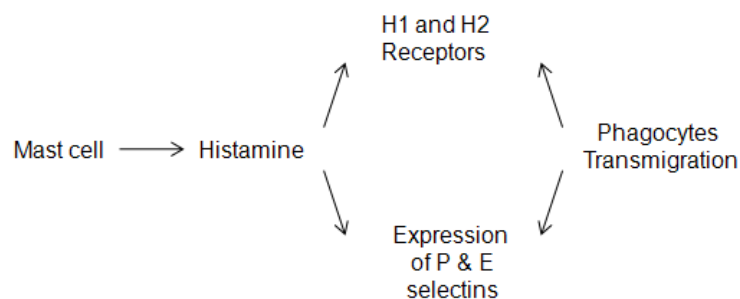 H1 and H2
Receptors
Mast cell
Histamine
Phagocytes
Transmigration
Expression
of P & E
selectins